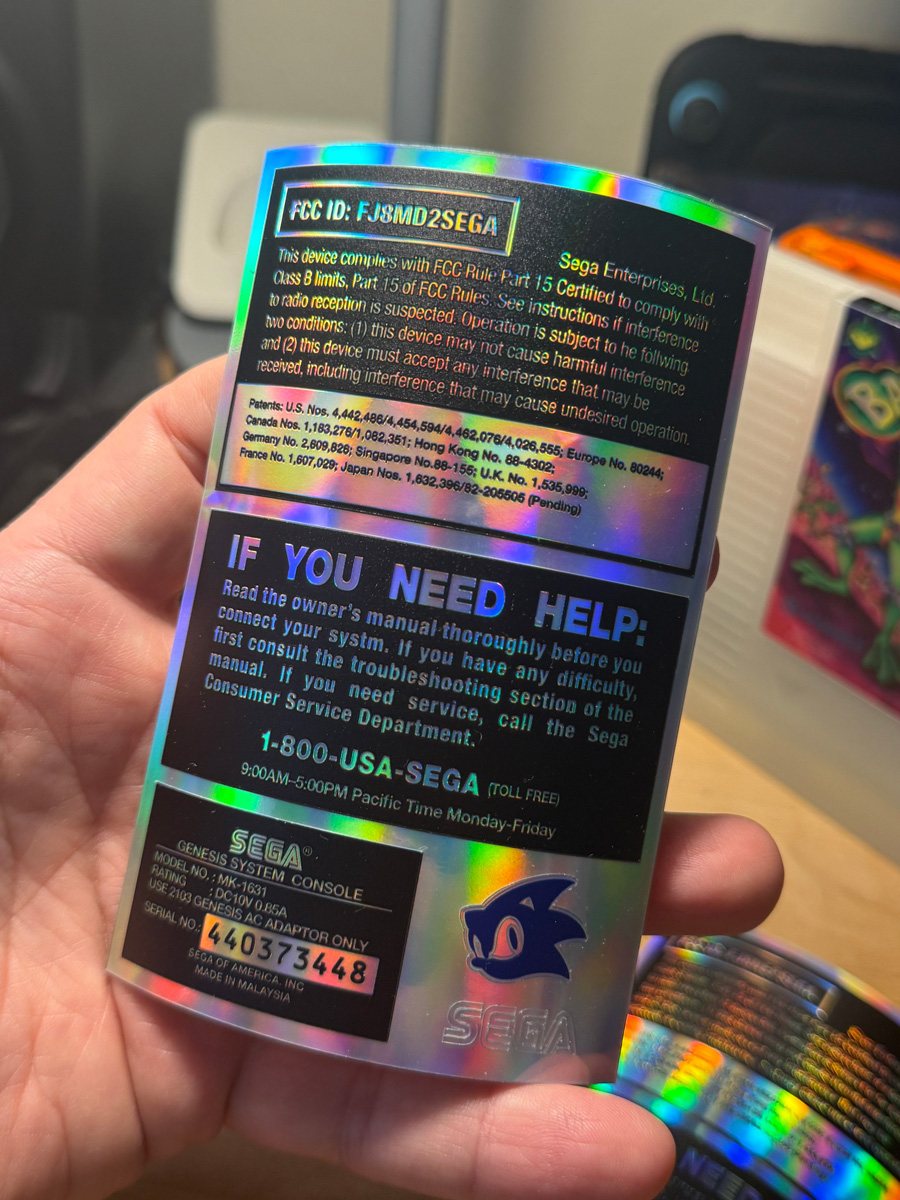 FCC ID: FJ8MD2SEGA
Sega Enterprises, Ltd.
This device complies with FCC Rule Part 15 Certified to comply with
Class B limits, Part 15 of FCC Rules. See instructions if interference
to radio reception is suspected. Operation is subject to he follwing
two conditions: (1) this device may not cause harmful interference
and (2) this device must accept any interference that may be
received, including interference that may cause undesired operation.
Patents: U.S. Nos. 4,442,486/4,454,594/4,462,076/4,026,555; Europe No. 80244;
Canada Nos. 1,183,276/1,082,351; Hong Kong No. 88-4302;
Germany No. 2,609,826; Singapore No.88-155; U.K. No. 1,535,999;
France No. 1,607,029; Japan Nos. 1,632,396/82-205505 (Pending)
IF YOU NEED HELP:
Read the owner's manual thoroughly before you
connect your systm. If you have any difficulty,
first consult the troubleshooting section of the
manual. If you need service, call the Sega
Consumer Service Department.
1-800-USA-SEGA (TOLL FREE)
9:00AM–5:00PM Pacific Time Monday-Friday
SEGA®
GENESIS SYSTEM CONSOLE
MODEL NO.: MK-1631
RATING : DC10V 0.85A
USE 2103 GENESIS AC ADAPTOR ONLY
SERIAL NO.: 440373448
SEGA OF AMERICA. INC
MADE IN MALAYSIA
SEGA
BA